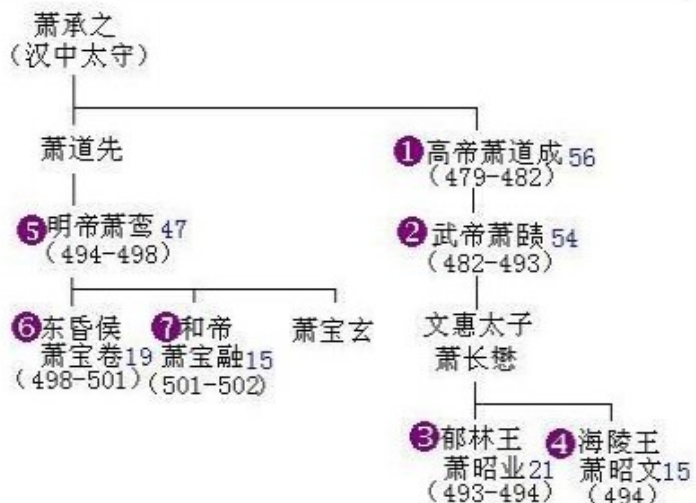 萧承之
(汉中太守)
萧道先
❶高帝萧道成56
(479-482)
❺明帝萧鸾47
(494-498)
❷武帝萧赜54
(482-493)
❻东昏侯
萧宝卷19
(498-501)
❼和帝
萧宝融15
(501-502)
萧宝玄
文惠太子
萧长懋
❸郁林王
萧昭业21
(493-494)
❹海陵王
萧昭文15
(494)